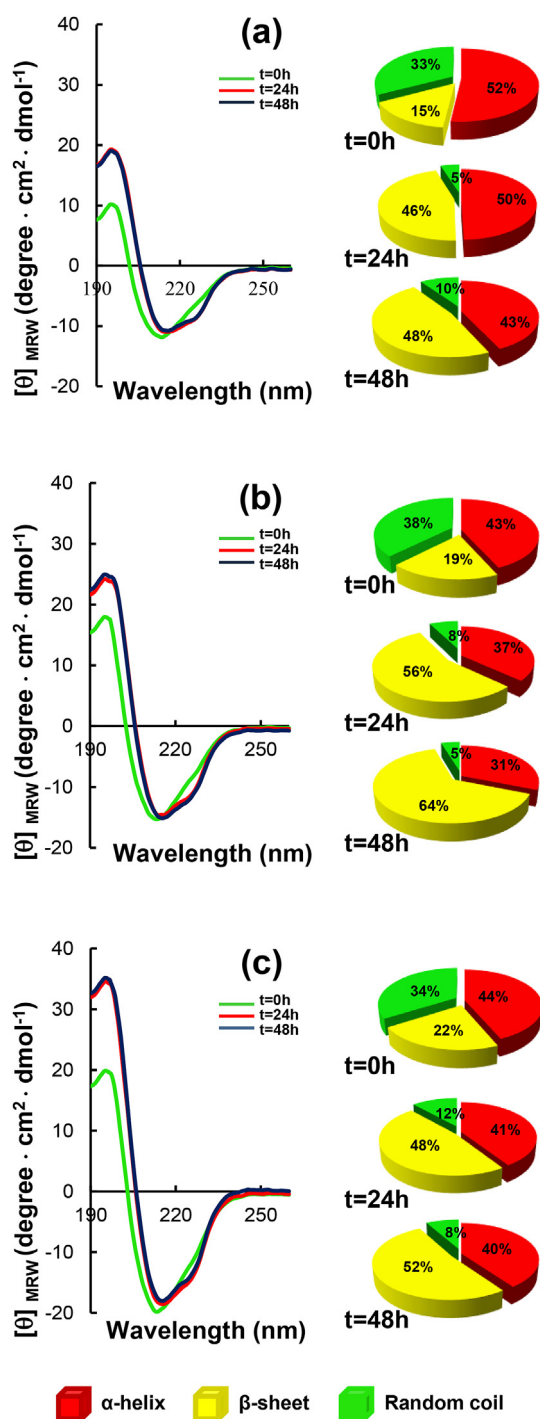 (a)
40
30
20
10
0
-10
-20
190
220
250
t=0h
t=24h
t=48h
[θ] MRW (degree · cm² · dmol⁻¹)
Wavelength (nm)
33%
52%
15%
t=0h
5%
50%
46%
t=24h
10%
43%
48%
t=48h
(b)
40
30
20
10
0
-10
-20
190
220
250
t=0h
t=24h
t=48h
[θ] MRW (degree · cm² · dmol⁻¹)
Wavelength (nm)
38%
43%
19%
t=0h
8%
37%
56%
t=24h
5%
31%
64%
t=48h
(c)
40
30
20
10
0
-10
-20
190
220
250
t=0h
t=24h
t=48h
[θ] MRW (degree · cm² · dmol⁻¹)
Wavelength (nm)
34%
44%
22%
t=0h
12%
41%
48%
t=24h
8%
40%
52%
t=48h
α-helix β-sheet Random coil